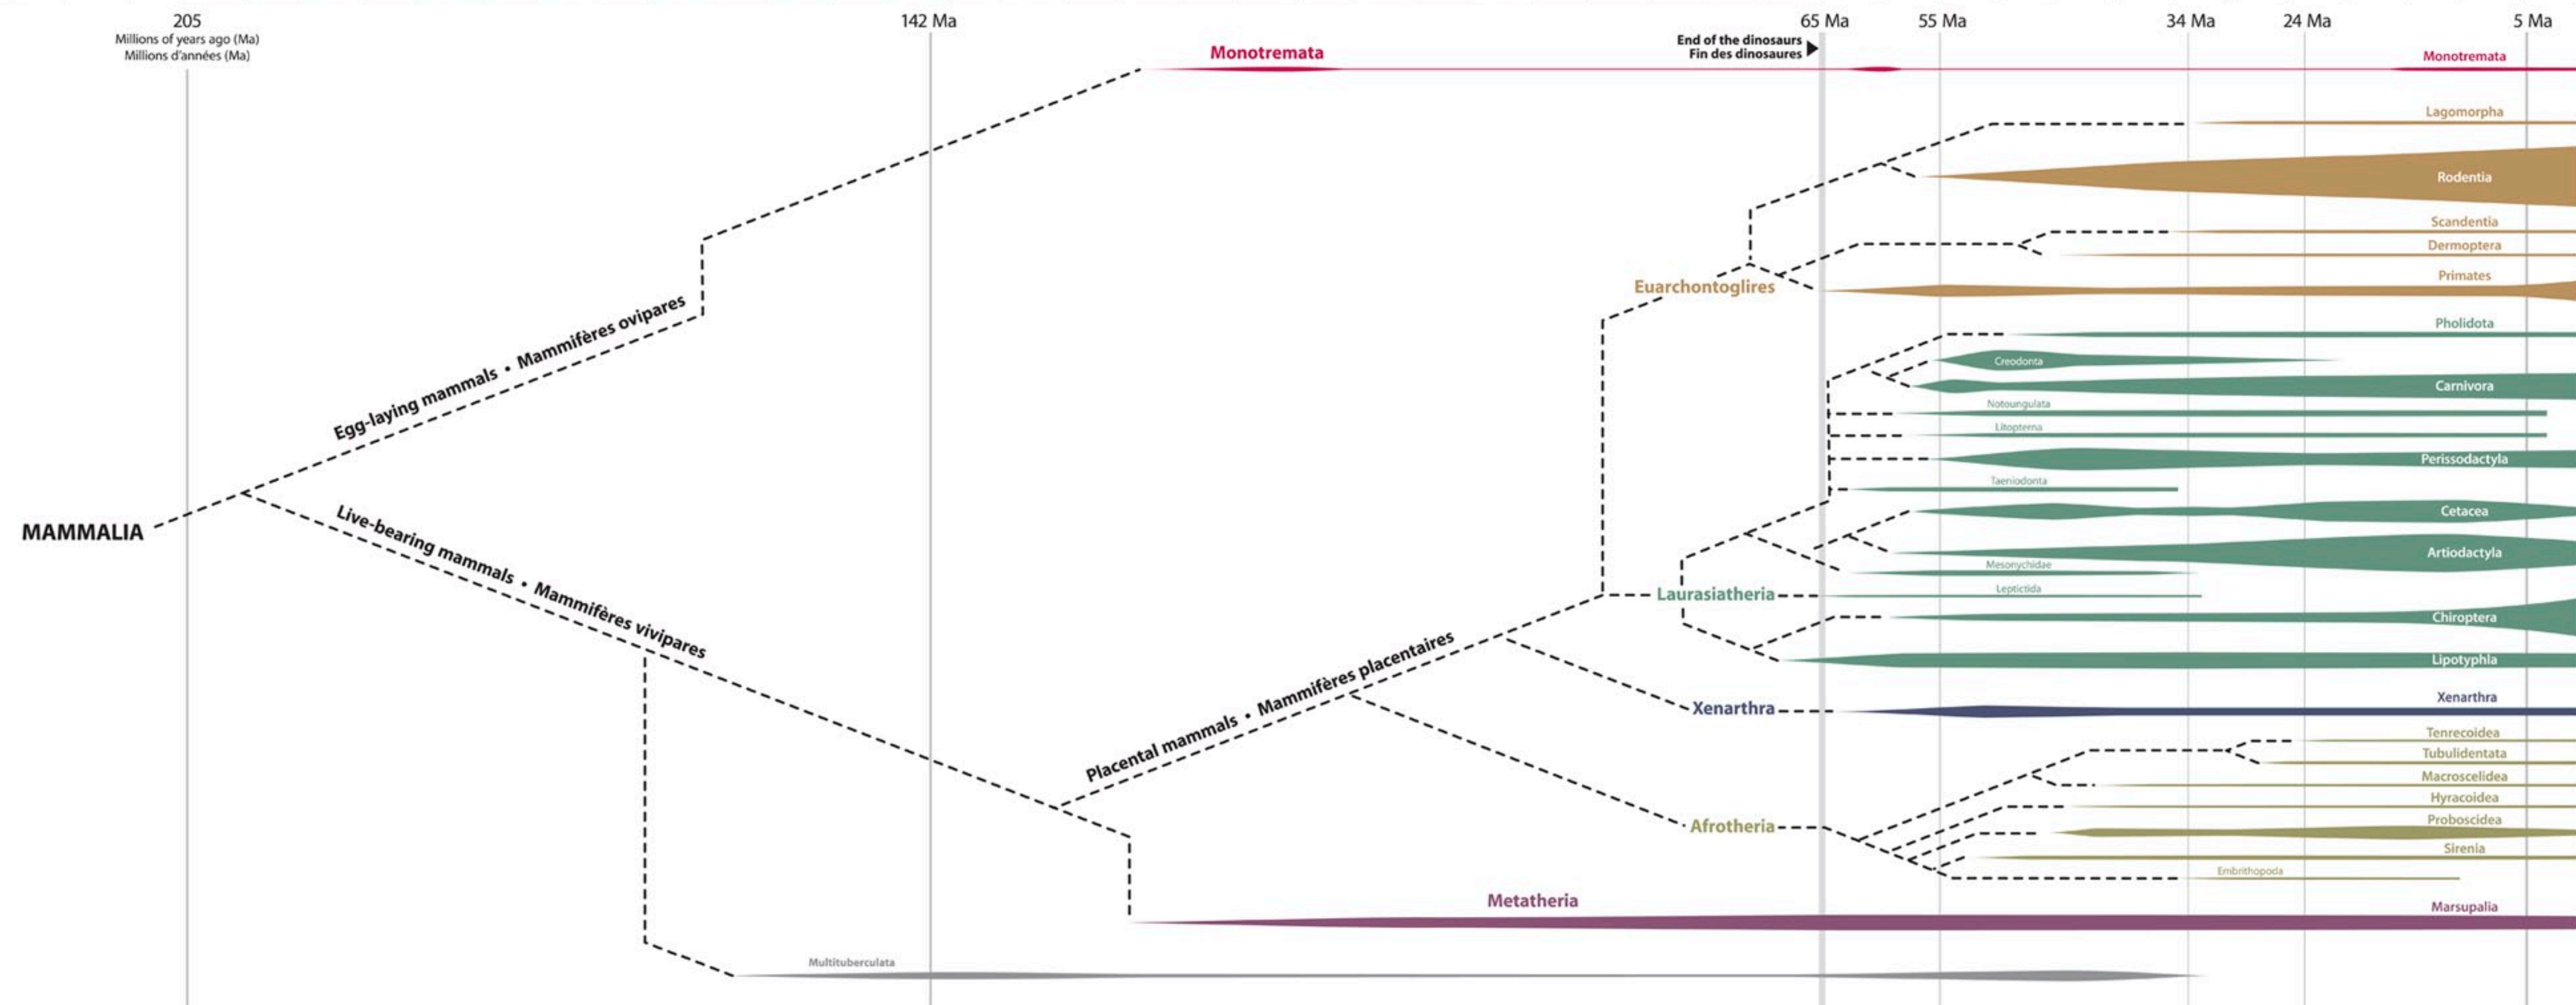 205
Millions of years ago (Ma)
Millions d'années (Ma)
142 Ma
65 Ma
55 Ma
34 Ma
24 Ma
5 Ma
End of the dinosaurs
Fin des dinosaures
Monotremata
Monotremata
Lagomorpha
Rodentia
Scandentia
Dermoptera
Primates
Euarchontoglires
Pholidota
Creodonta
Carnivora
Notoungulata
Litopterna
Perissodactyla
Taeniodonta
Cetacea
Artiodactyla
Mesonychidae
Leptictida
Laurasiatheria
Chiroptera
Lipotyphla
Egg-laying mammals • Mammifères ovipares
MAMMALIA
Live-bearing mammals • Mammifères vivipares
Placental mammals • Mammifères placentaires
Xenarthra
Xenarthra
Tenrecoidea
Tubulidentata
Macroscelidea
Hyracoidea
Proboscidea
Afrotheria
Sirenia
Embrithopoda
Metatheria
Marsupalia
Multituberculata